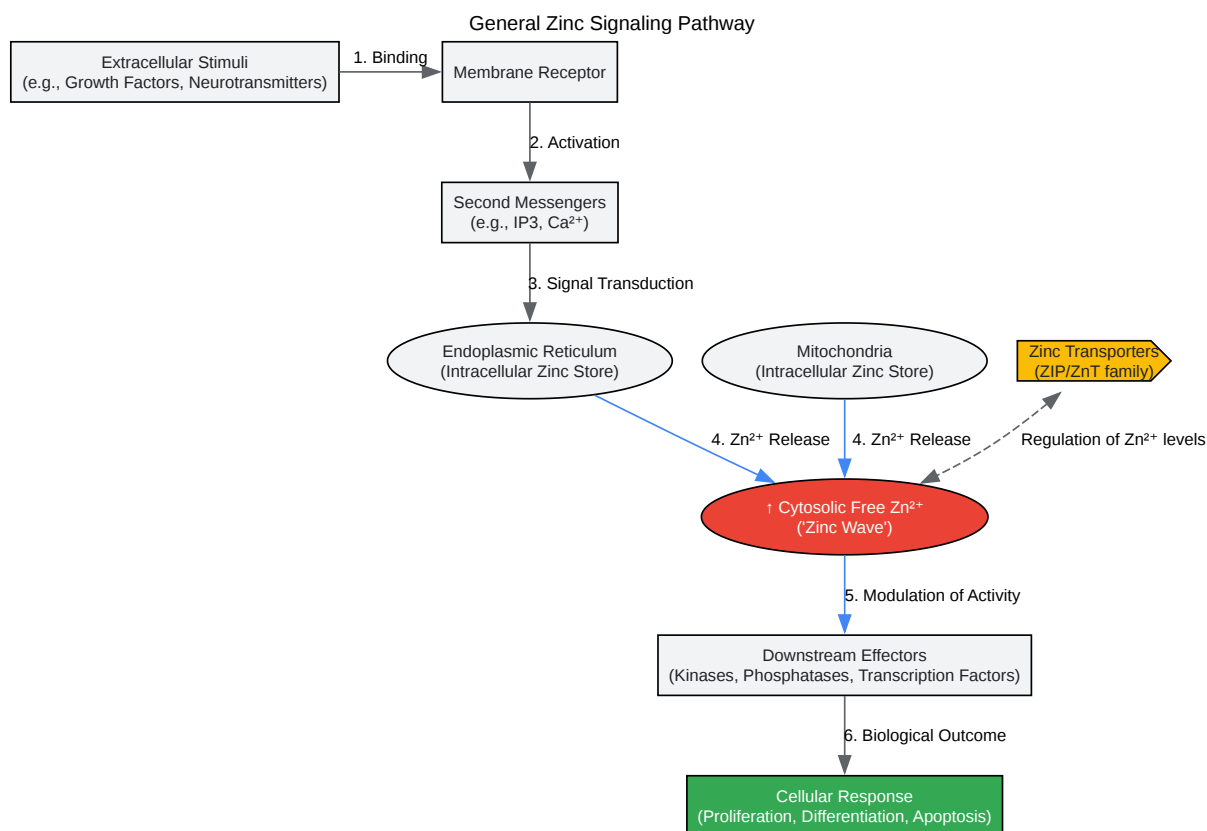 General Zinc Signaling Pathway
Extracellular Stimuli
(e.g., Growth Factors, Neurotransmitters)
1. Binding
Membrane Receptor
2. Activation
Second Messengers
(e.g., IP3, Ca²⁺)
3. Signal Transduction
Endoplasmic Reticulum
(Intracellular Zinc Store)
Mitochondria
(Intracellular Zinc Store)
Zinc Transporters
(ZIP/ZnT family)
4. Zn²⁺ Release
4. Zn²⁺ Release
Regulation of Zn²⁺ levels
↑ Cytosolic Free Zn²⁺
('Zinc Wave')
5. Modulation of Activity
Downstream Effectors
(Kinases, Phosphatases, Transcription Factors)
6. Biological Outcome
Cellular Response
(Proliferation, Differentiation, Apoptosis)